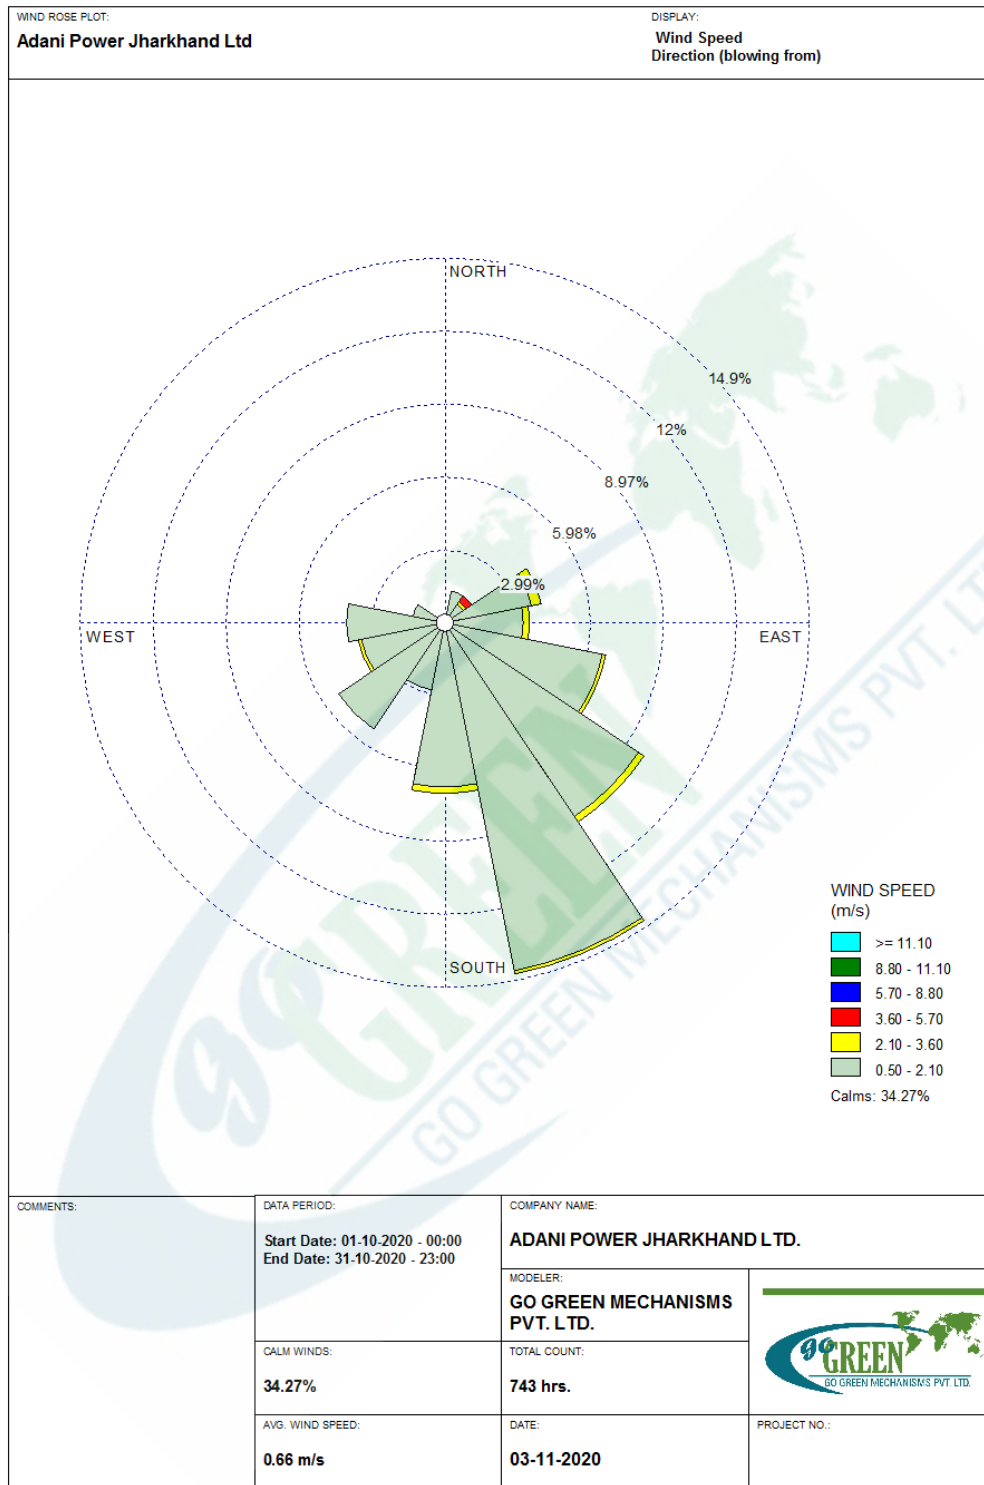 WIND ROSE PLOT:
Adani Power Jharkhand Ltd
DISPLAY:
Wind Speed
Direction (blowing from)
NORTH
14.9%
12%
8.97%
5.98%
2.99%
WEST
EAST
SOUTH
WIND SPEED
(m/s)
>= 11.10
8.80 - 11.10
5.70 - 8.80
3.60 - 5.70
2.10 - 3.60
0.50 - 2.10
Calms: 34.27%
go GREEN
GO GREEN MECHANISMS PVT. LT
COMMENTS:
DATA PERIOD:
Start Date: 01-10-2020 - 00:00
End Date: 31-10-2020 - 23:00
COMPANY NAME:
ADANI POWER JHARKHAND LTD.
MODELER:
GO GREEN MECHANISMS
PVT. LTD.
CALM WINDS:
34.27%
TOTAL COUNT:
743 hrs.
go GREEN
GO GREEN MECHANISMS PVT. LTD.
AVG. WIND SPEED:
0.66 m/s
DATE:
03-11-2020
PROJECT NO.: